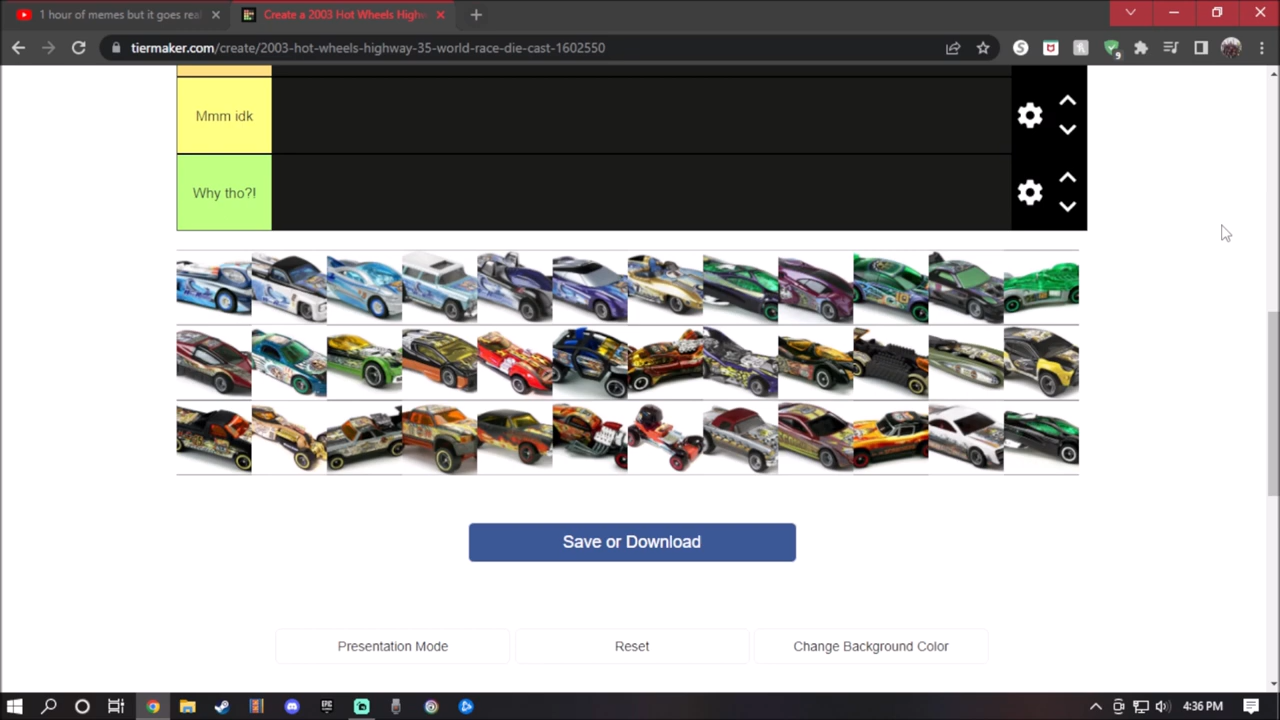 1 hour of memes but it goes rea
Create a 2003 Hot Wheels High
tiermaker.com/create/2003-hot-wheels-highway-35-world-race-die-cast-1602550
9
Mmm idk
Why tho?!
Save or Download
Presentation Mode
Reset
Change Background Color
EPIC
4:36 PM